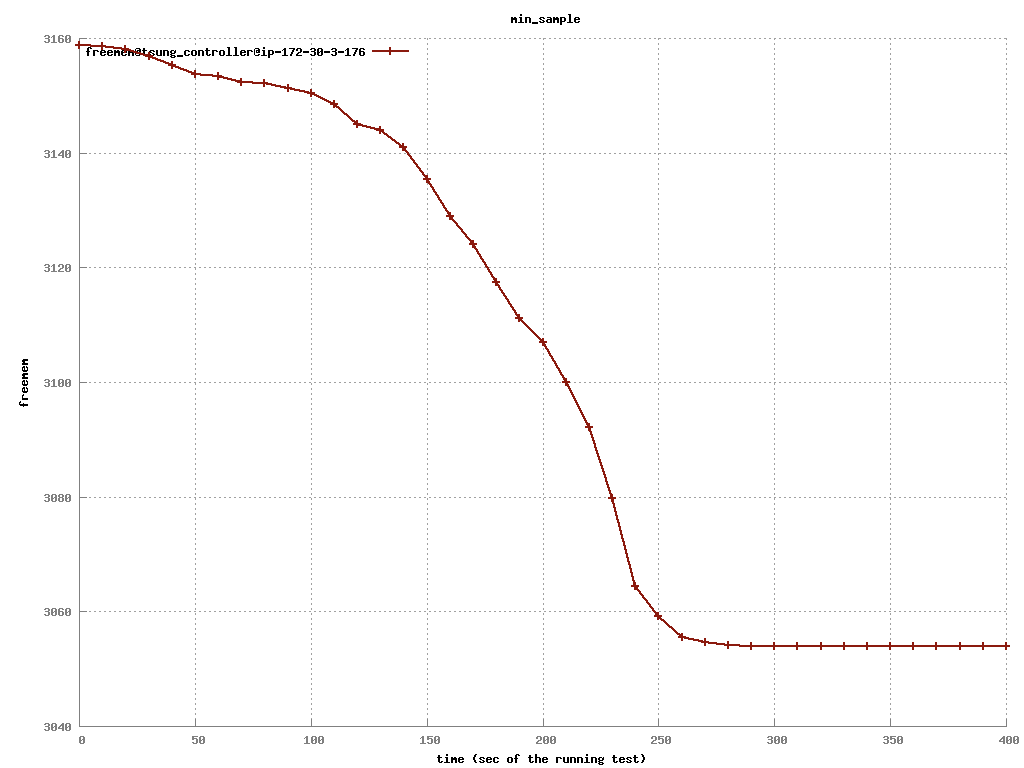 min_sample
freemem@tsung_controller@ip-172-30-3-176
3160
3140
3120
3100
3080
3060
3040
freemem
0 50 100 150 200 250 300 350 400
time (sec of the running test)